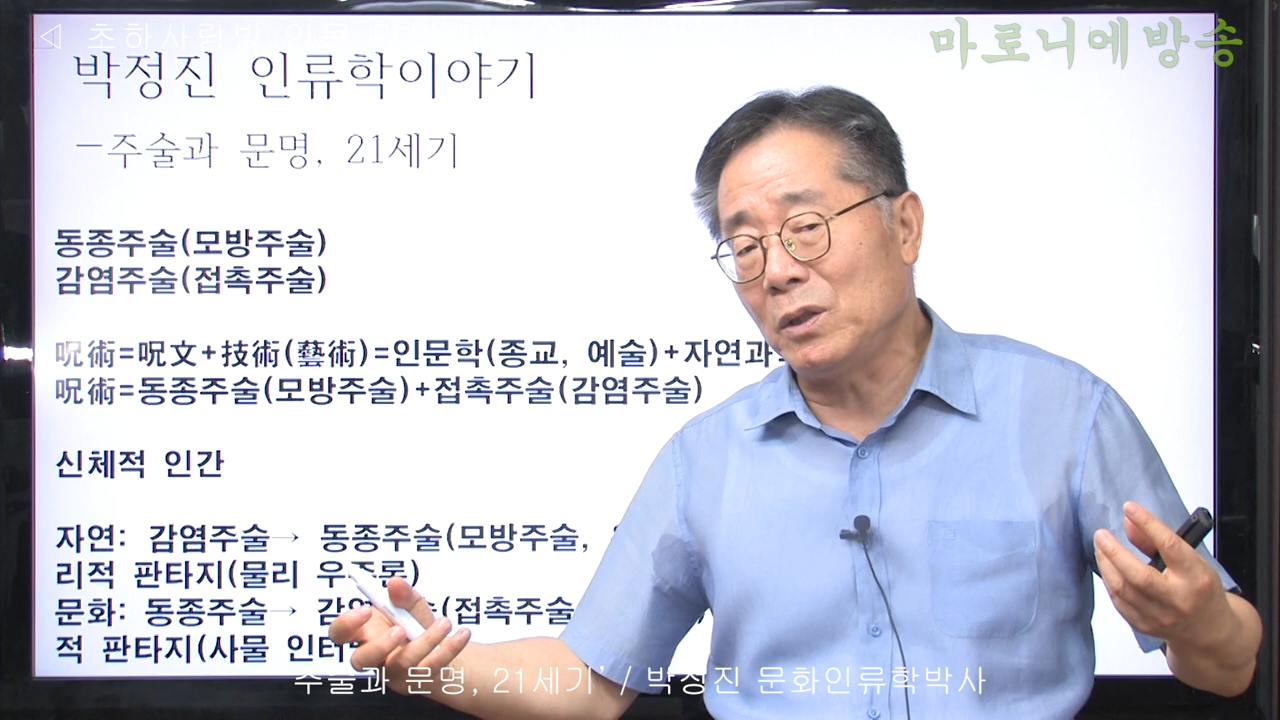 마로니에방송
박정진 인류학이야기
-주술과 문명, 21세기
동종주술(모방주술)
감염주술(접촉주술)
呪術=呪文+技術(藝術)=인문학(종교, 예술)+자연과
呪術=동종주술(모방주술)+접촉주술(감염주술)
신체적 인간
자연: 감염주술→ 동종주술(모방주술,
리적 판타지(물리 우주론)
문화: 동종주술→ (접촉주술
적 판타지(사물
주술과 문명, 21세기’ / 박정진 문화인류학박사